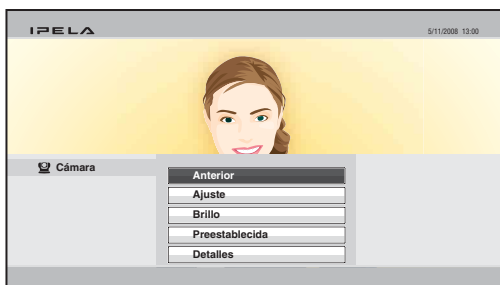 IPELA
5/11/2008 13:00
Cámara
Anterior
Ajuste
Brillo
Preestablecida
Detalles